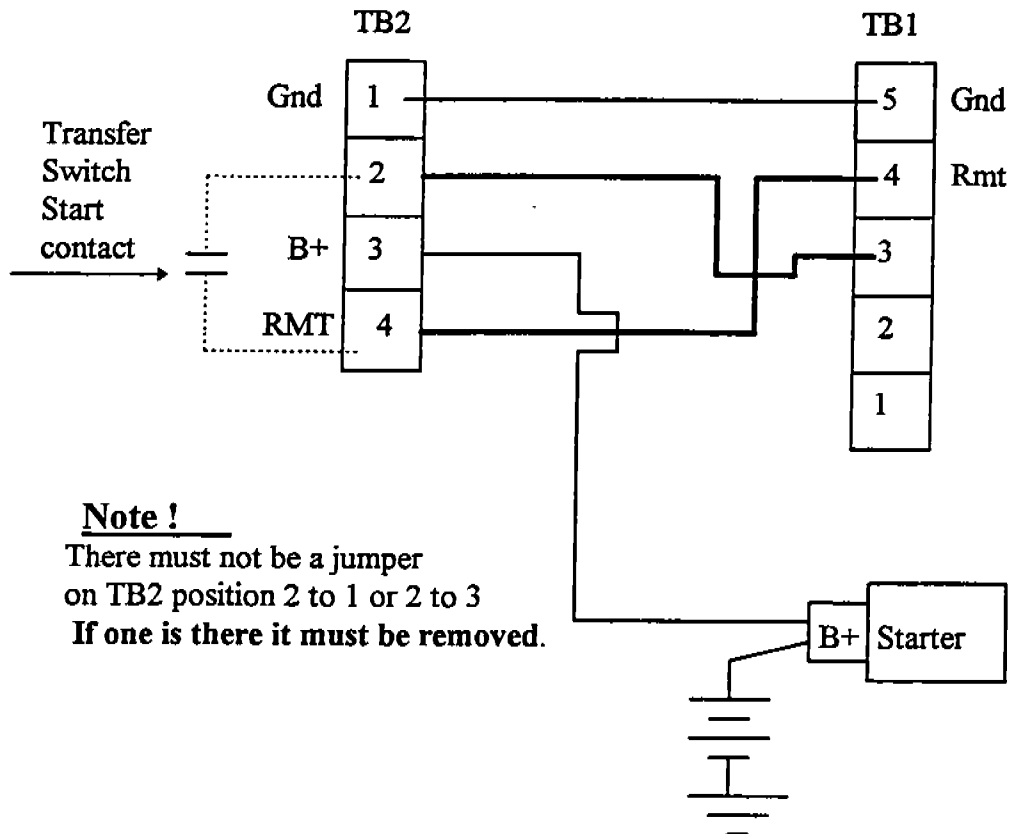 TB2
TB1
Gnd 1
5 Gnd
Transfer
Switch
Start
contact
2
4 Rmt
B+ 3
3
RMT 4
2
1
Note !
There must not be a jumper
on TB2 position 2 to 1 or 2 to 3
If one is there it must be removed.
B+ Starter